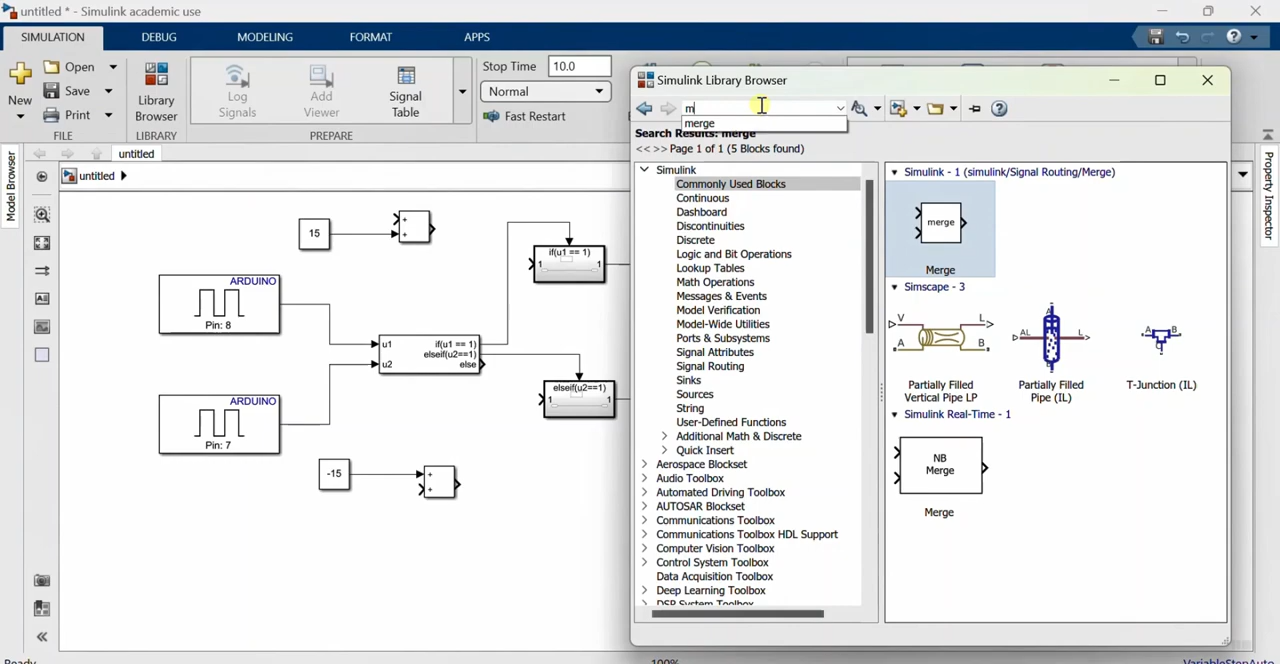 untitled * - Simulink academic use
SIMULATION DEBUG MODELING FORMAT APPS
New
Open
Save
Print
FILE
Library
Browser
LIBRARY
Log
Signals
Add
Viewer
Signal
Table
PREPARE
Stop Time 10.0
Normal
Fast Restart
Model Browser
untitled
untitled
15
+
+
ARDUINO
Pin: 8
ARDUINO
Pin: 7
u1
u2
if(u1 == 1)
elseif(u2==1)
else
if(u1 == 1)
1 1
elseif(u2==1)
1 1
-15
+
+
Simulink Library Browser
m
merge
Search Results: merge
<< >> Page 1 of 1 (5 Blocks found)
Simulink
Commonly Used Blocks
Continuous
Dashboard
Discontinuities
Discrete
Logic and Bit Operations
Lookup Tables
Math Operations
Messages & Events
Model Verification
Model-Wide Utilities
Ports & Subsystems
Signal Attributes
Signal Routing
Sinks
Sources
String
User-Defined Functions
Additional Math & Discrete
Quick Insert
Aerospace Blockset
Audio Toolbox
Automated Driving Toolbox
AUTOSAR Blockset
Communications Toolbox
Communications Toolbox HDL Support
Computer Vision Toolbox
Control System Toolbox
Data Acquisition Toolbox
Deep Learning Toolbox
DSP System Toolbox
Simulink - 1 (simulink/Signal Routing/Merge)
merge
Merge
Simscape - 3
V L
A B
Partially Filled
Vertical Pipe LP
A
AL L
B
Partially Filled
Pipe (IL)
A B
C
T-Junction (IL)
Simulink Real-Time - 1
NB
Merge
Merge
Property Inspector
Ready
100%
VariableStepAuto